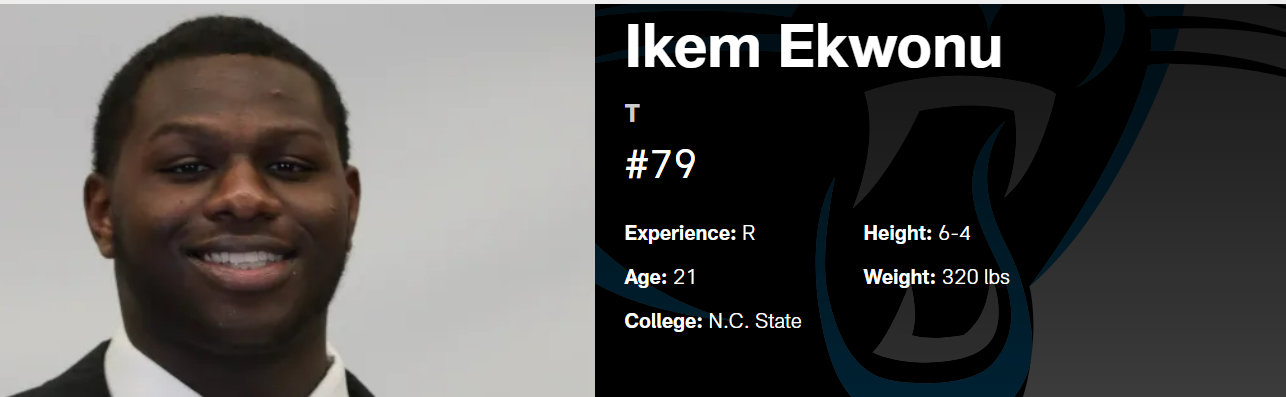 Ikem Ekwonu
T
#79
Experience: R Height: 6-4
Age: 21 Weight: 320 lbs
College: N.C. State